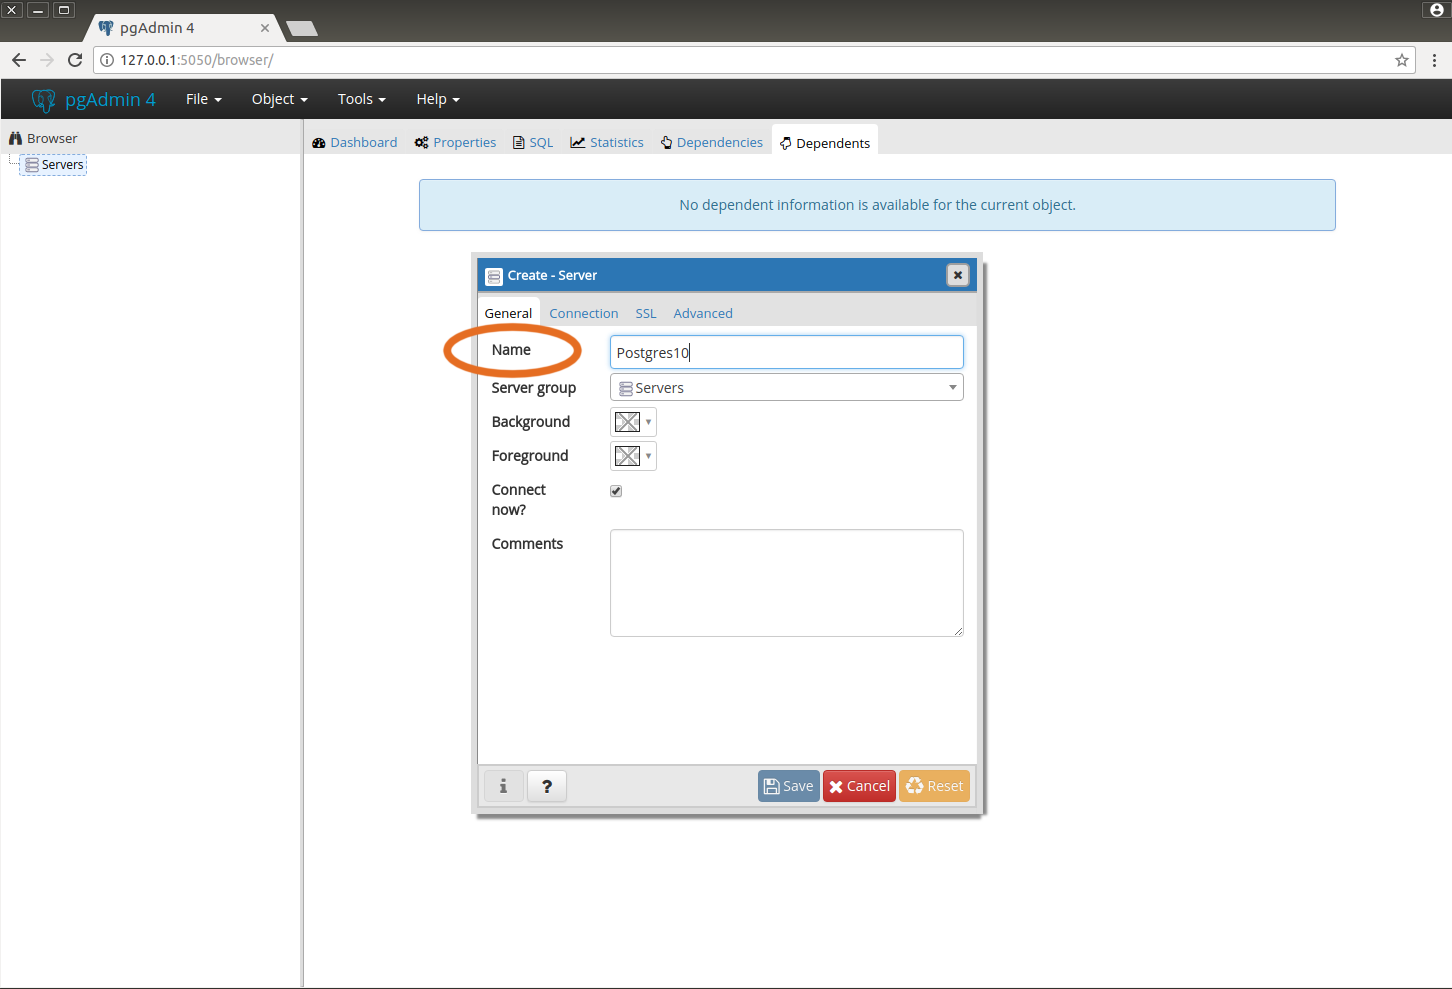 pgAdmin 4
127.0.0.1:5050/browser/
pgAdmin 4 File Object Tools Help
Browser
Servers
Dashboard Properties SQL Statistics Dependencies Dependents
No dependent information is available for the current object.
Create - Server
General Connection SSL Advanced
Name Postgres10
Server group Servers
Background
Foreground
Connect
now?
Comments
i ? Save Cancel Reset